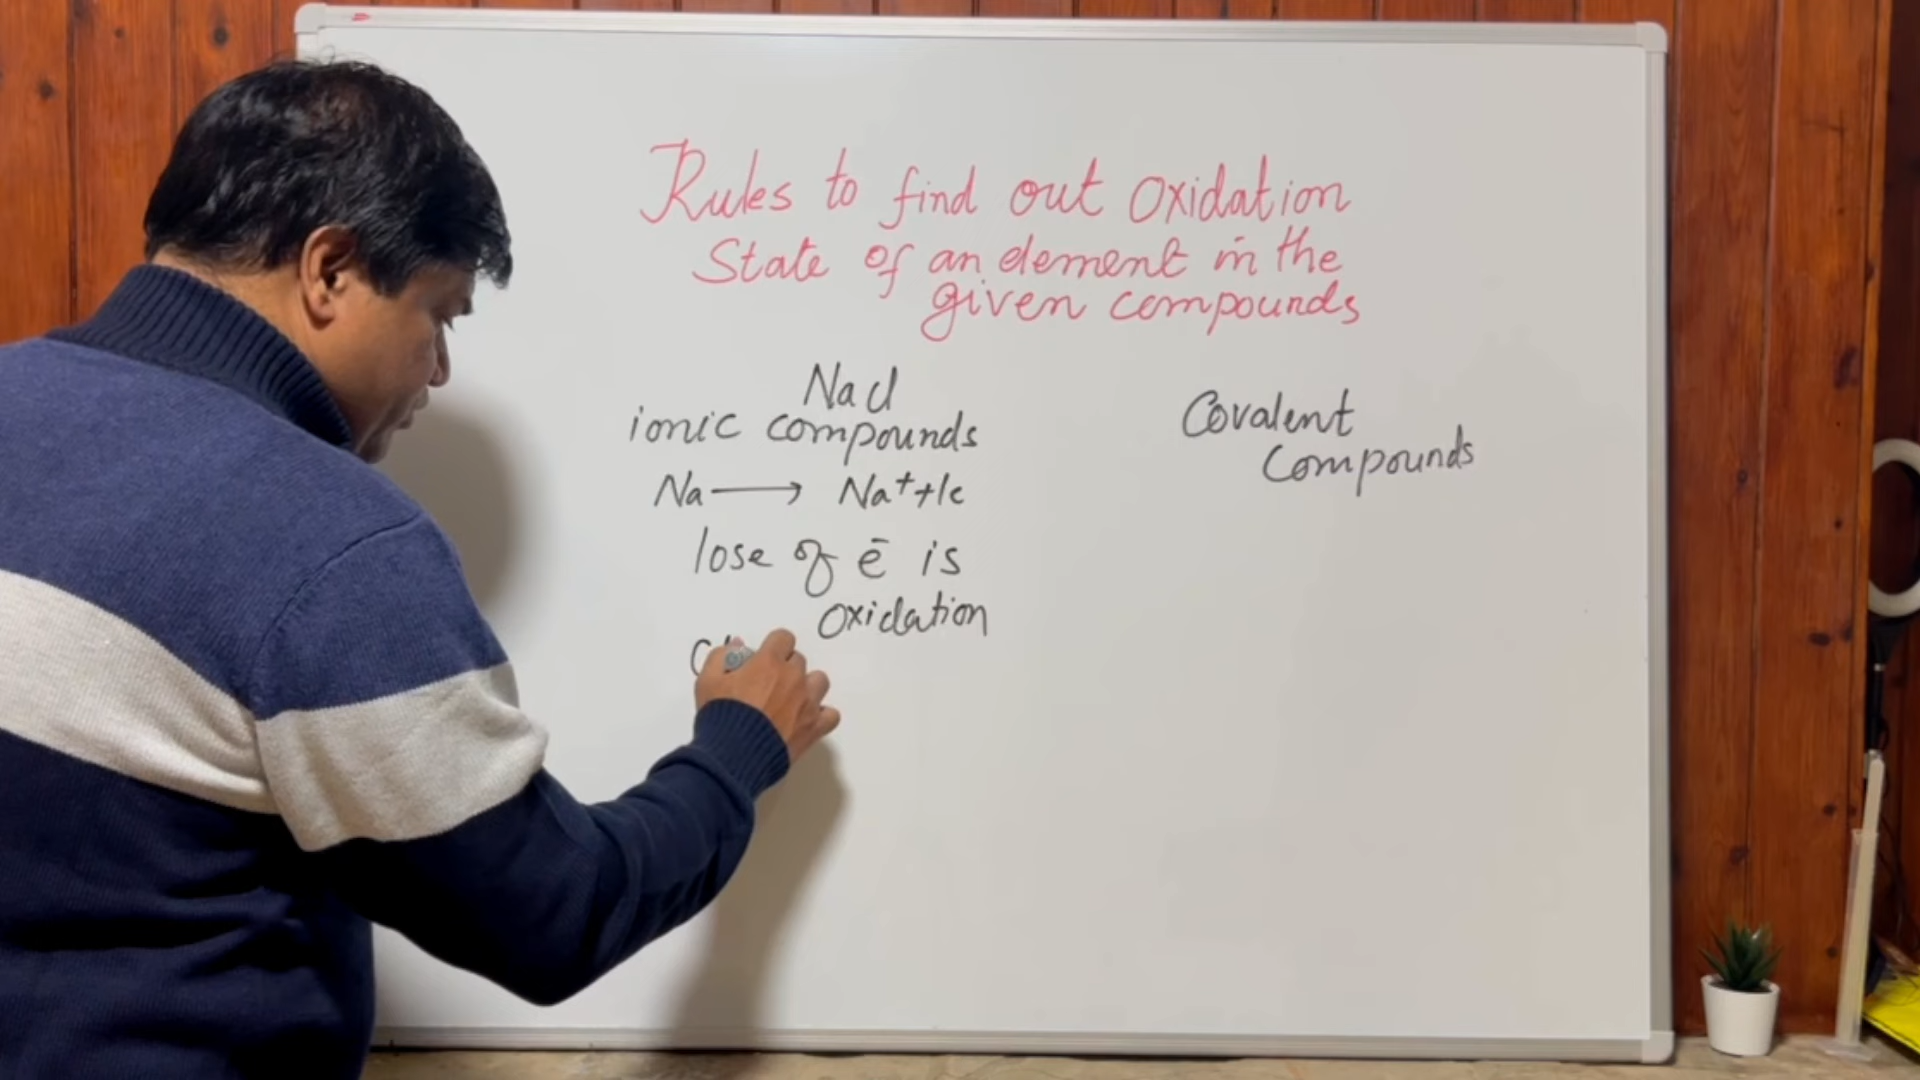 Rules to find out Oxidation
State of an element in the
given compounds
NaCl
ionic compounds
Na ⟶ Na⁺+1e
lose of ē is
oxidation
Covalent
Compounds